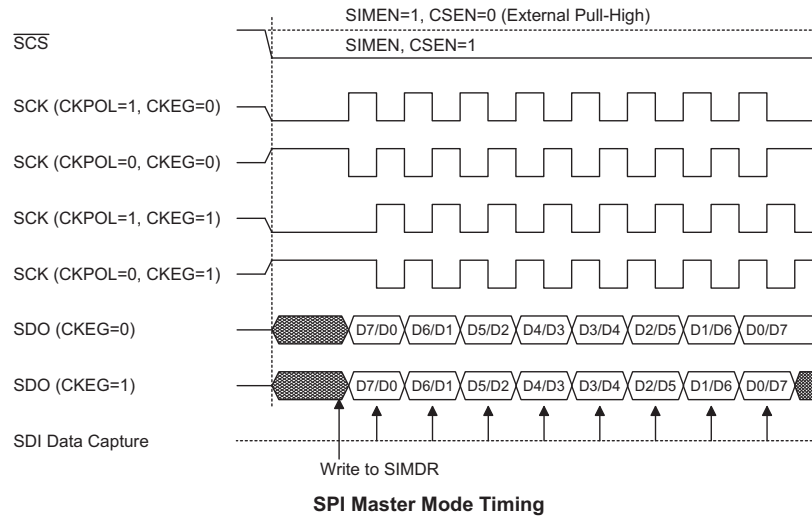 SIMEN=1, CSEN=0 (External Pull-High)
SCS
SIMEN, CSEN=1
SCK (CKPOL=1, CKEG=0)
SCK (CKPOL=0, CKEG=0)
SCK (CKPOL=1, CKEG=1)
SCK (CKPOL=0, CKEG=1)
SDO (CKEG=0) D7/D0 D6/D1 D5/D2 D4/D3 D3/D4 D2/D5 D1/D6 D0/D7
SDO (CKEG=1) D7/D0 D6/D1 D5/D2 D4/D3 D3/D4 D2/D5 D1/D6 D0/D7
SDI Data Capture
Write to SIMDR
SPI Master Mode Timing